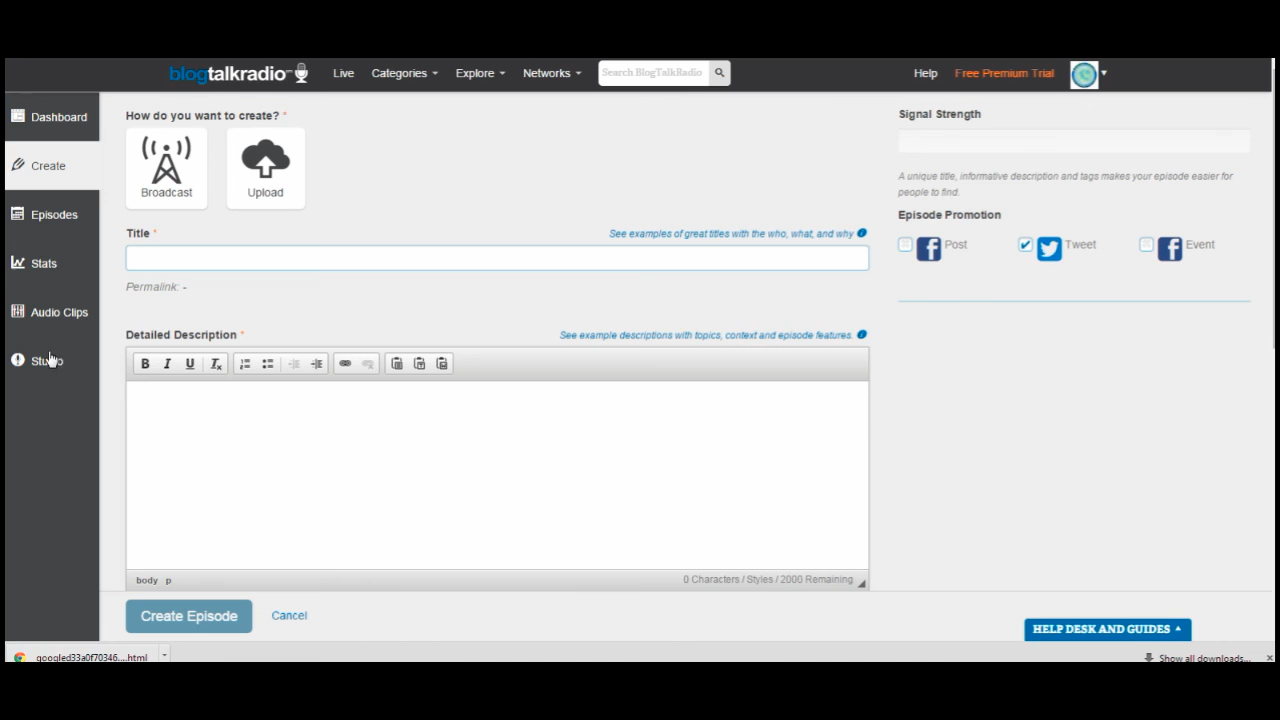 blogtalkradio Live Categories Explore Networks Search BlogTalkRadio Help Free Premium Trial
Dashboard
Create
Episodes
Stats
Audio Clips
How do you want to create? *
Broadcast Upload
Title * See examples of great titles with the who, what, and why
Permalink: -
Detailed Description * See example descriptions with topics, context and episode features.
B I U Tx
body p 0 Characters / Styles / 2000 Remaining
Create Episode Cancel
Signal Strength
A unique title, informative description and tags makes your episode easier for
people to find.
Episode Promotion
Post Tweet Event
HELP DESK AND GUIDES
googled33a0f70346....html Show all downloads...